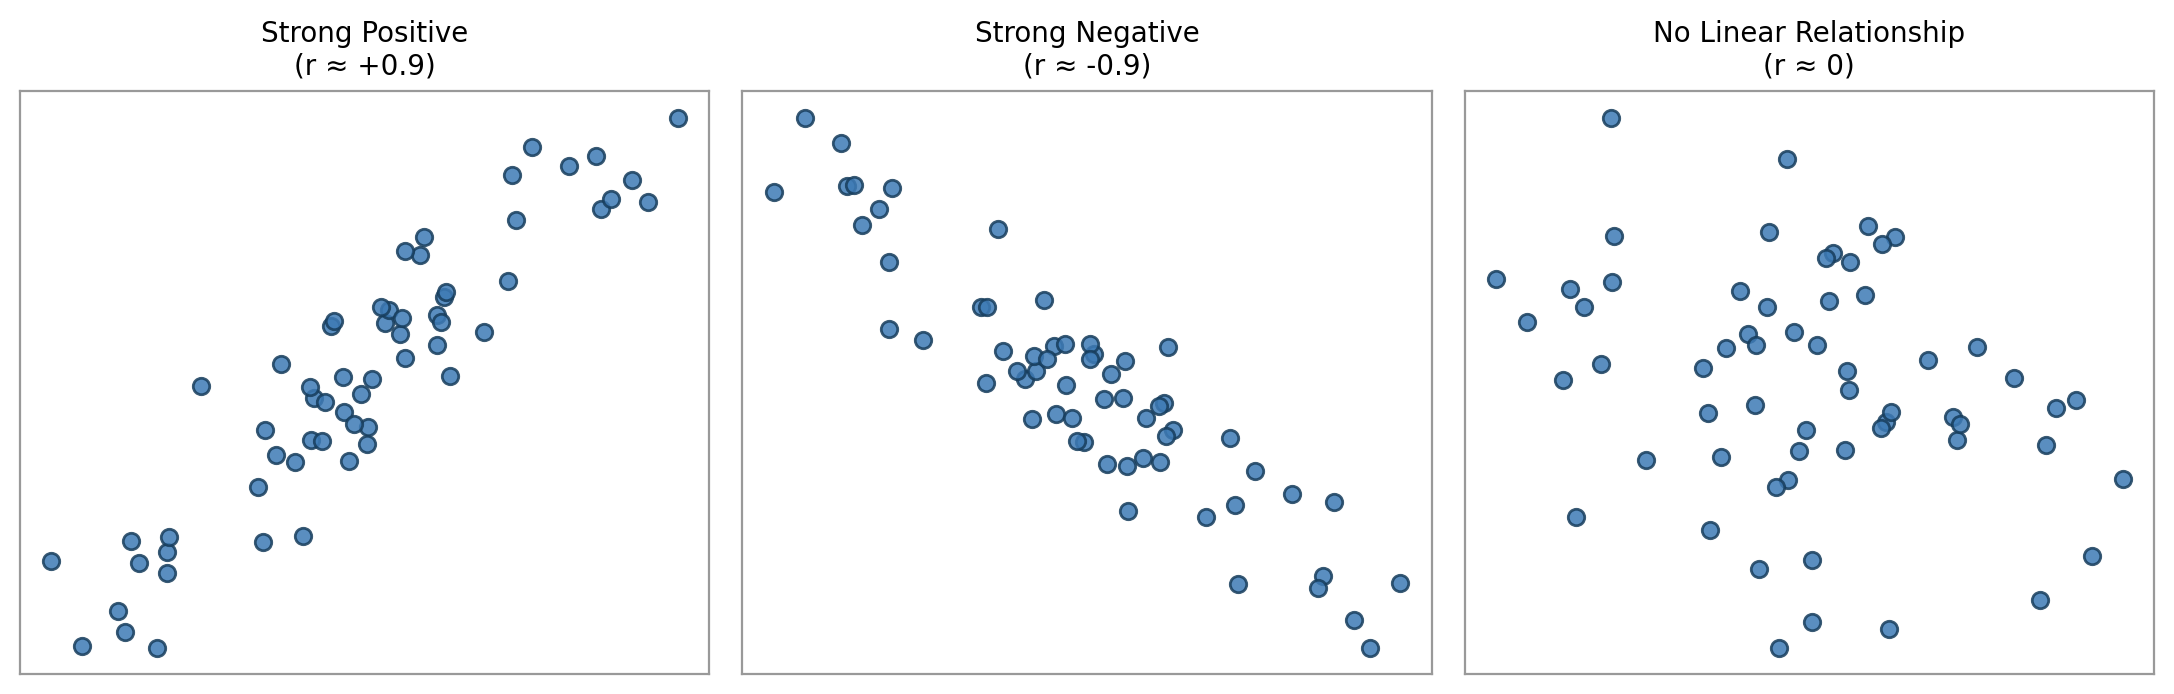 Strong Positive
(r ≈ +0.9)
Strong Negative
(r ≈ -0.9)
No Linear Relationship
(r ≈ 0)